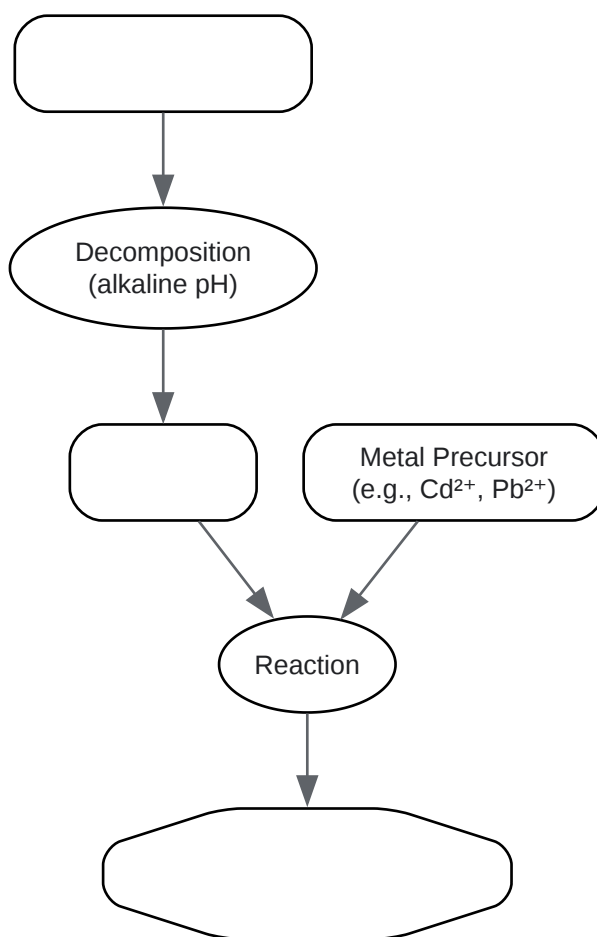 Decomposition
(alkaline pH)
Metal Precursor
(e.g., Cd²⁺, Pb²⁺)
Reaction